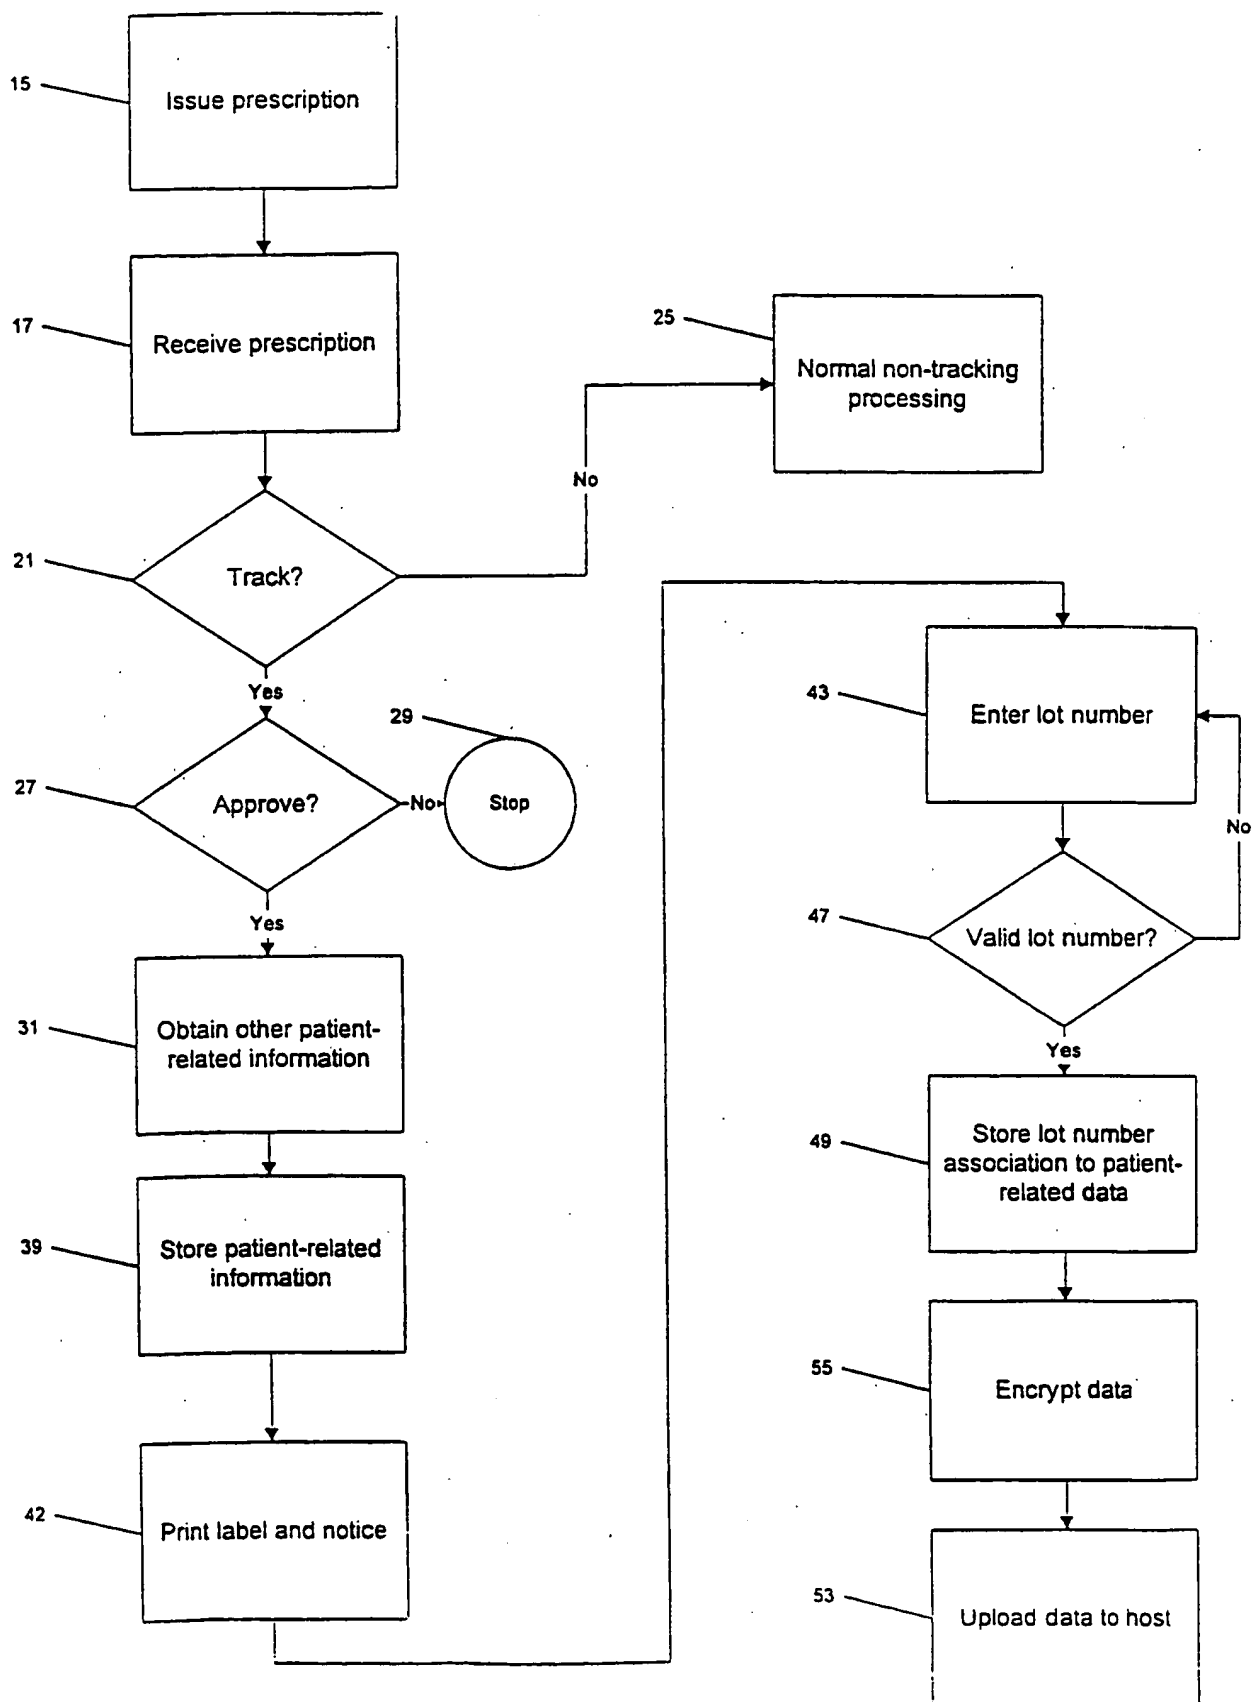 15
Issue prescription
17
Receive prescription
25
Normal non-tracking
processing
No
21
Track?
Yes
27
Approve?
No
29
Stop
Yes
31
Obtain other patient-
related information
39
Store patient-related
information
42
Print label and notice
43
Enter lot number
No
47
Valid lot number?
Yes
49
Store lot number
association to patient-
related data
55
Encrypt data
53
Upload data to host